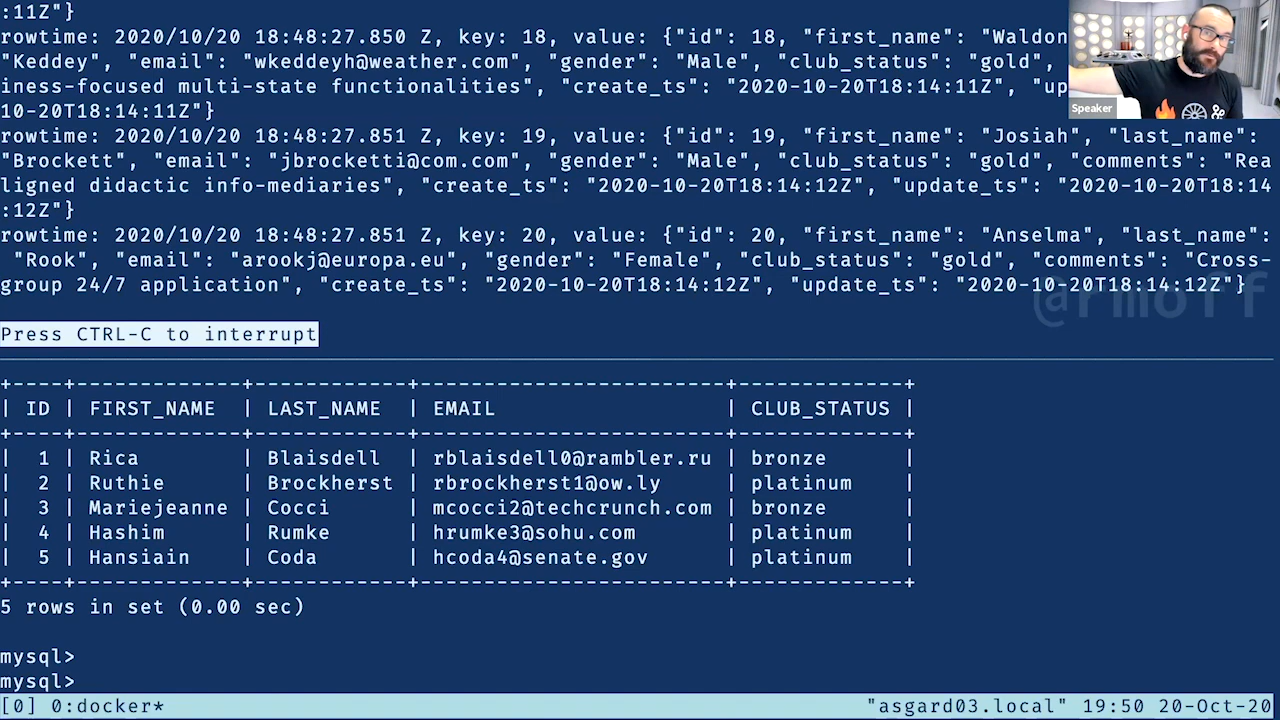 :11Z"}
rowtime: 2020/10/20 18:48:27.850 Z, key: 18, value: {"id": 18, "first_name": "Waldon
"Keddey", "email": "wkeddeyh@weather.com", "gender": "Male", "club_status": "gold",
iness-focused multi-state functionalities", "create_ts": "2020-10-20T18:14:11Z", "up
10-20T18:14:11Z"}
Speaker
rowtime: 2020/10/20 18:48:27.851 Z, key: 19, value: {"id": 19, "first_name": "Josiah", "last_name":
"Brockett", "email": "jbrocketti@com.com", "gender": "Male", "club_status": "gold", "comments": "Rea
ligned didactic info-mediaries", "create_ts": "2020-10-20T18:14:12Z", "update_ts": "2020-10-20T18:14
:12Z"}
rowtime: 2020/10/20 18:48:27.851 Z, key: 20, value: {"id": 20, "first_name": "Anselma", "last_name":
"Rook", "email": "arookj@europa.eu", "gender": "Female", "club_status": "gold", "comments": "Cross-
group 24/7 application", "create_ts": "2020-10-20T18:14:12Z", "update_ts": "2020-10-20T18:14:12Z"}
@rmoff
Press CTRL-C to interrupt
+----+-------------+------------+------------------------+-------------+
| ID | FIRST_NAME  | LAST_NAME  | EMAIL                  | CLUB_STATUS |
+----+-------------+------------+------------------------+-------------+
|  1 | Rica        | Blaisdell  | rblaisdell0@rambler.ru | bronze      |
|  2 | Ruthie      | Brockherst | rbrockherst1@ow.ly     | platinum    |
|  3 | Mariejeanne | Cocci      | mcocci2@techcrunch.com | bronze      |
|  4 | Hashim      | Rumke      | hrumke3@sohu.com       | platinum    |
|  5 | Hansiain    | Coda       | hcoda4@senate.gov      | platinum    |
+----+-------------+------------+------------------------+-------------+
5 rows in set (0.00 sec)
mysql>
mysql>
[0] 0:docker* "asgard03.local" 19:50 20-Oct-20